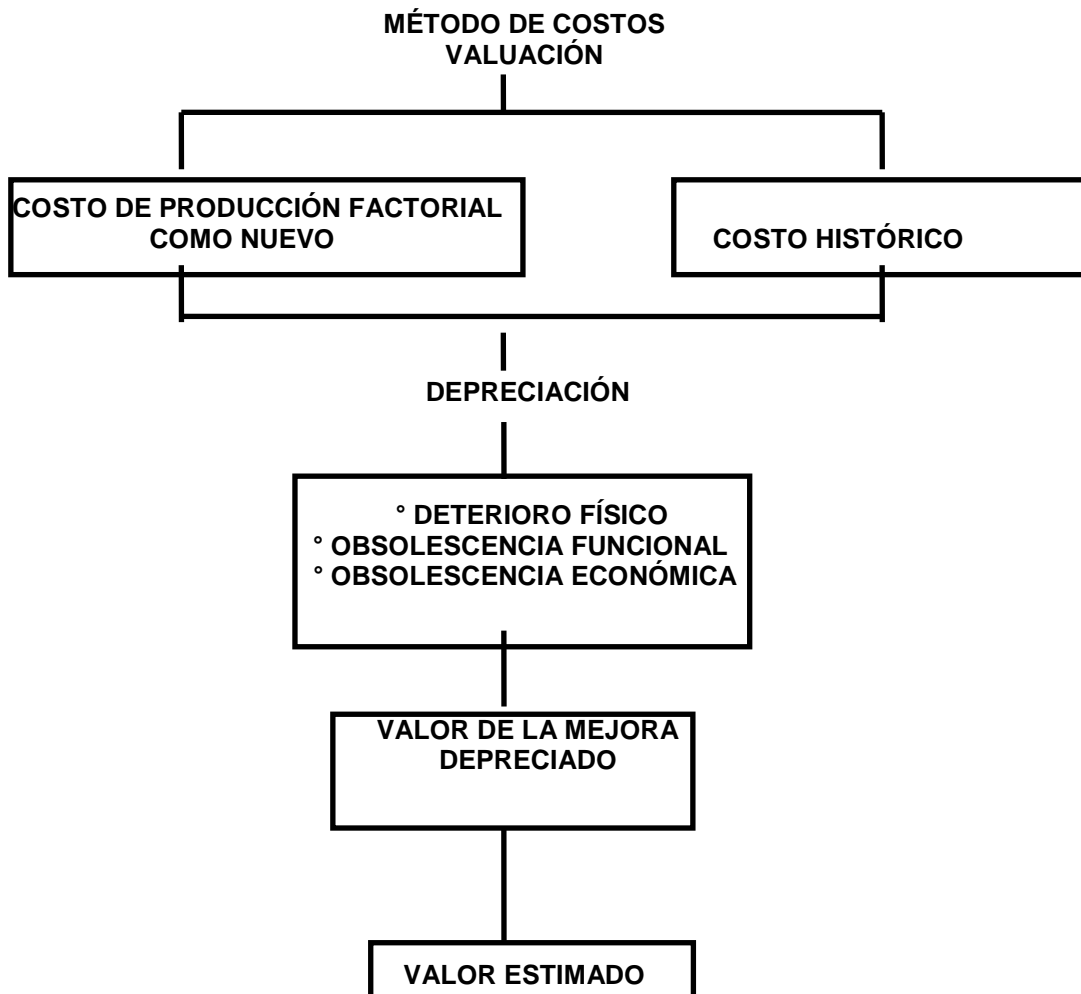 MÉTODO DE COSTOS
VALUACIÓN
COSTO DE PRODUCCIÓN FACTORIAL
COMO NUEVO
COSTO HISTÓRICO
DEPRECIACIÓN
° DETERIORO FÍSICO
° OBSOLESCENCIA FUNCIONAL
° OBSOLESCENCIA ECONÓMICA
VALOR DE LA MEJORA
DEPRECIADO
VALOR ESTIMADO